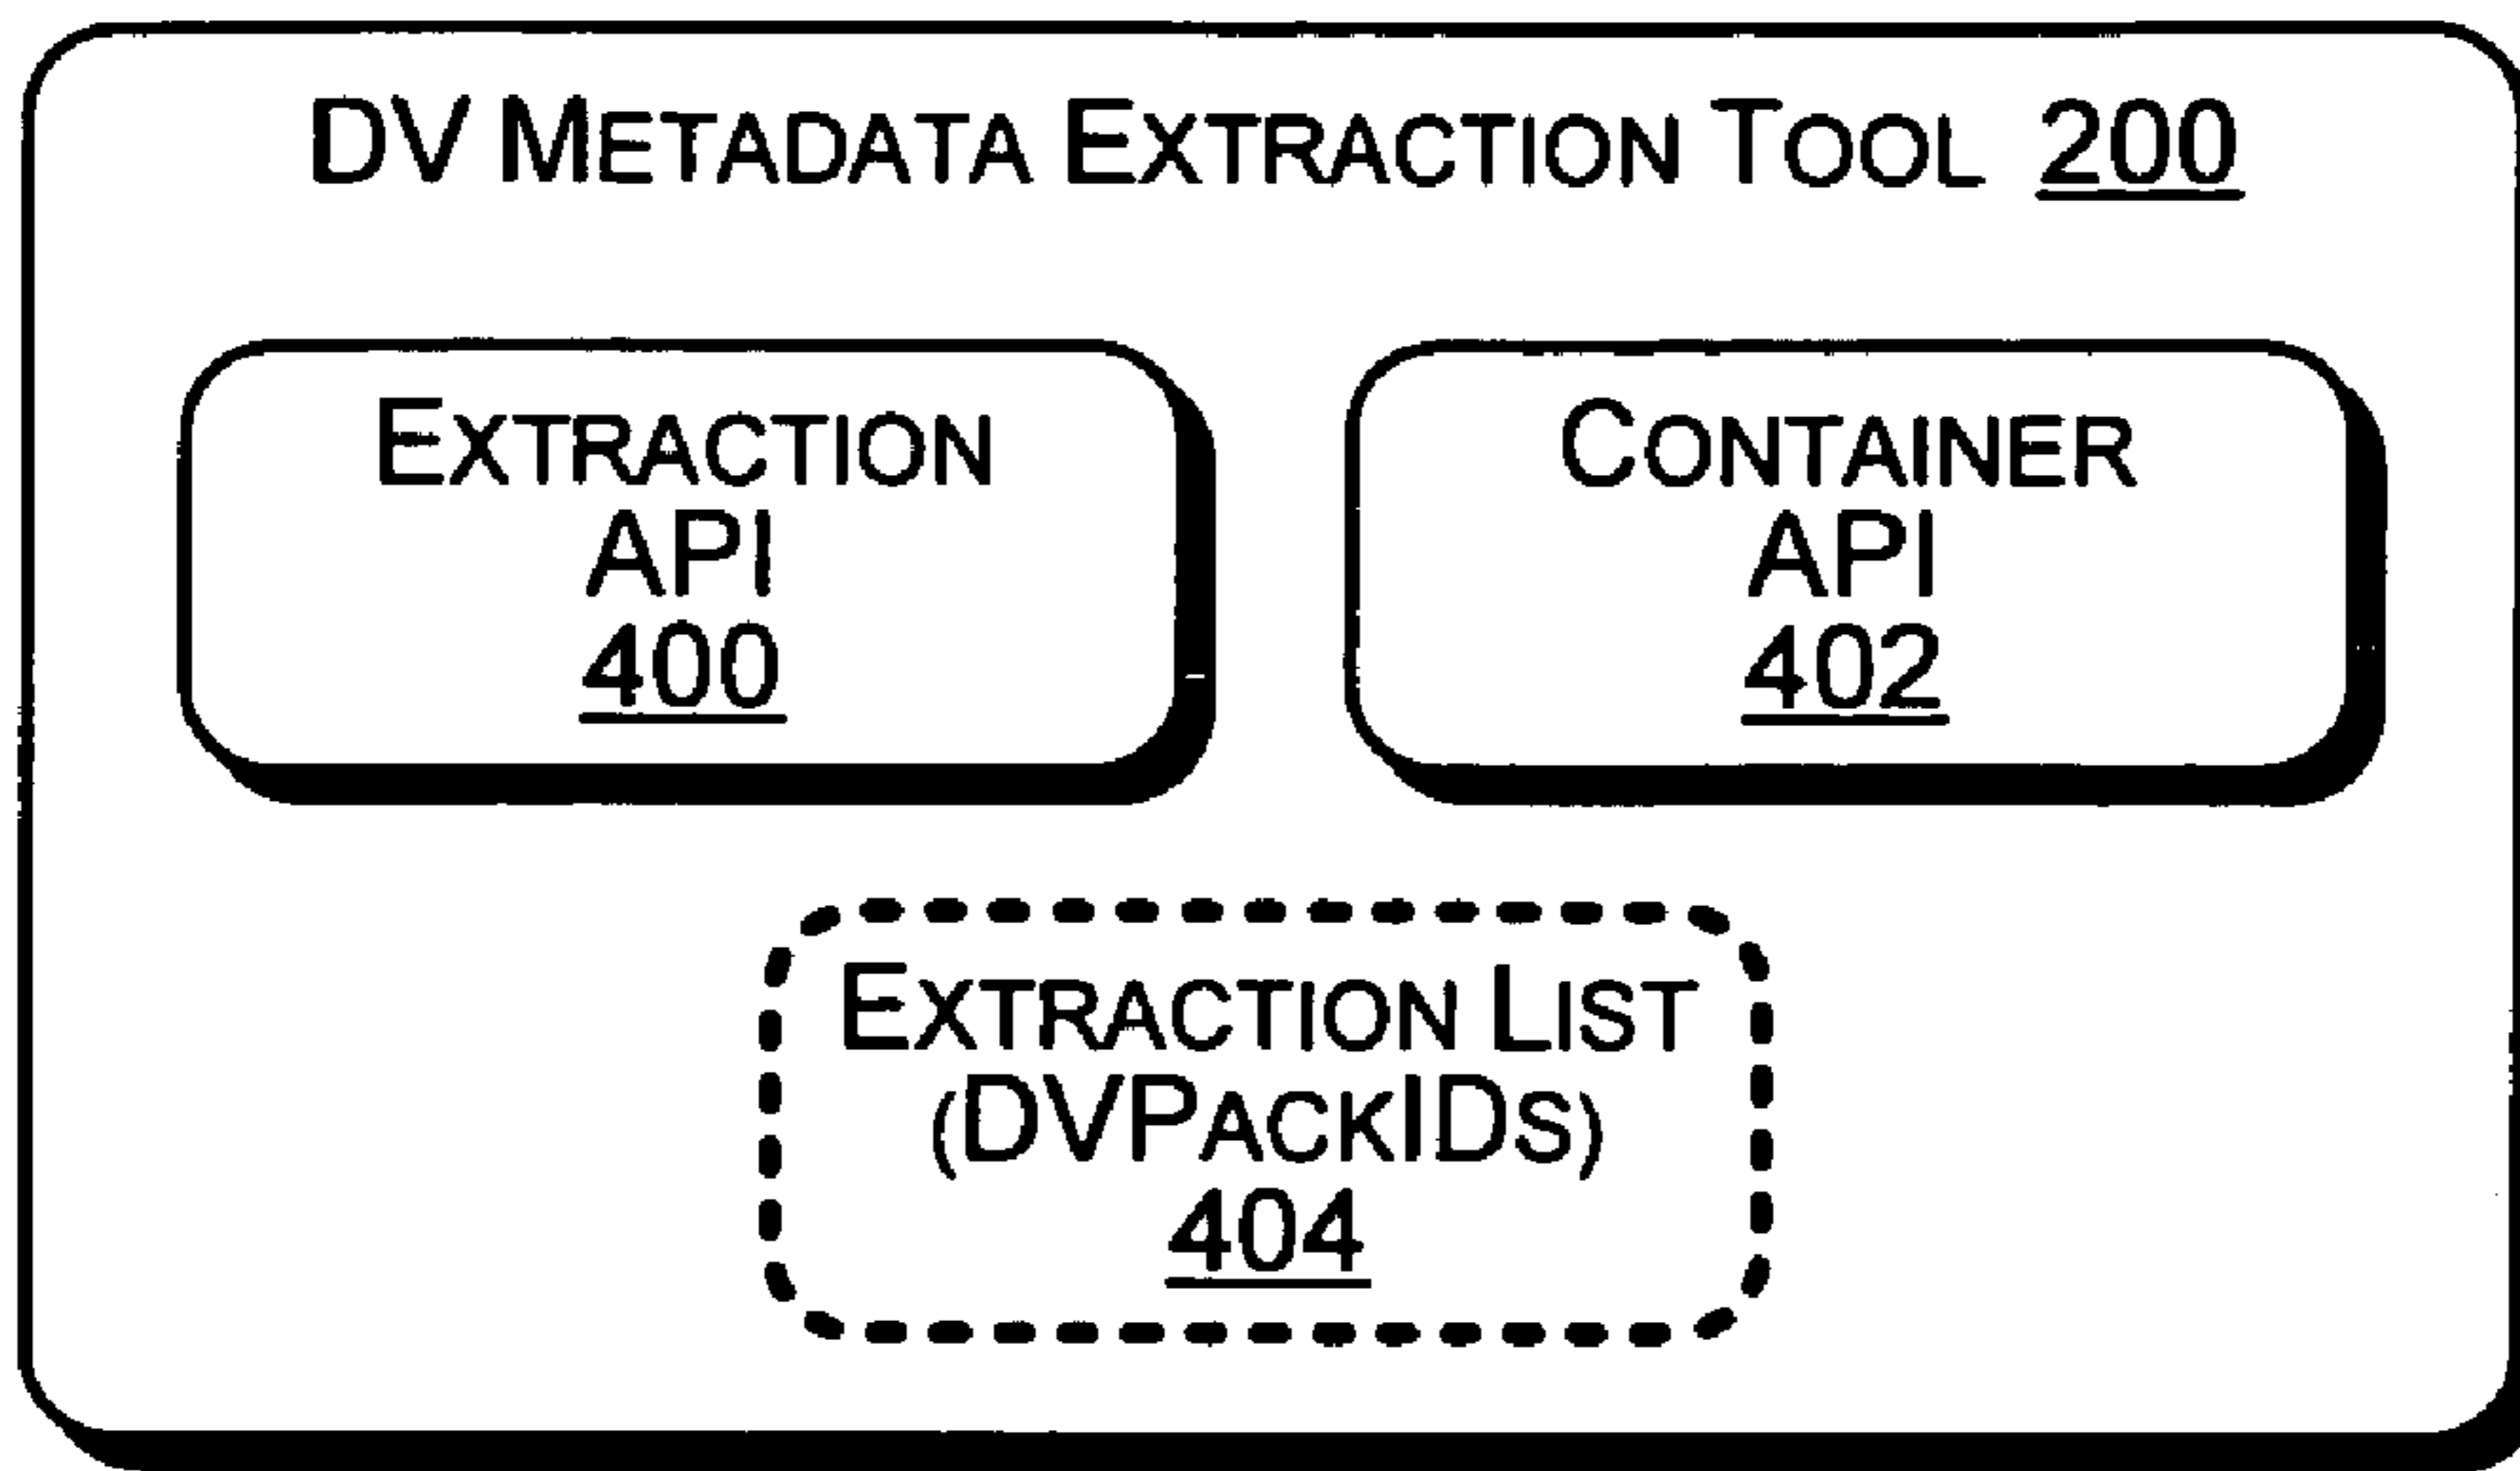 DV METADATA EXTRACTION TOOL 200
EXTRACTION
API
400
CONTAINER
API
402
EXTRACTION LIST
(DVPACKIDS)
404